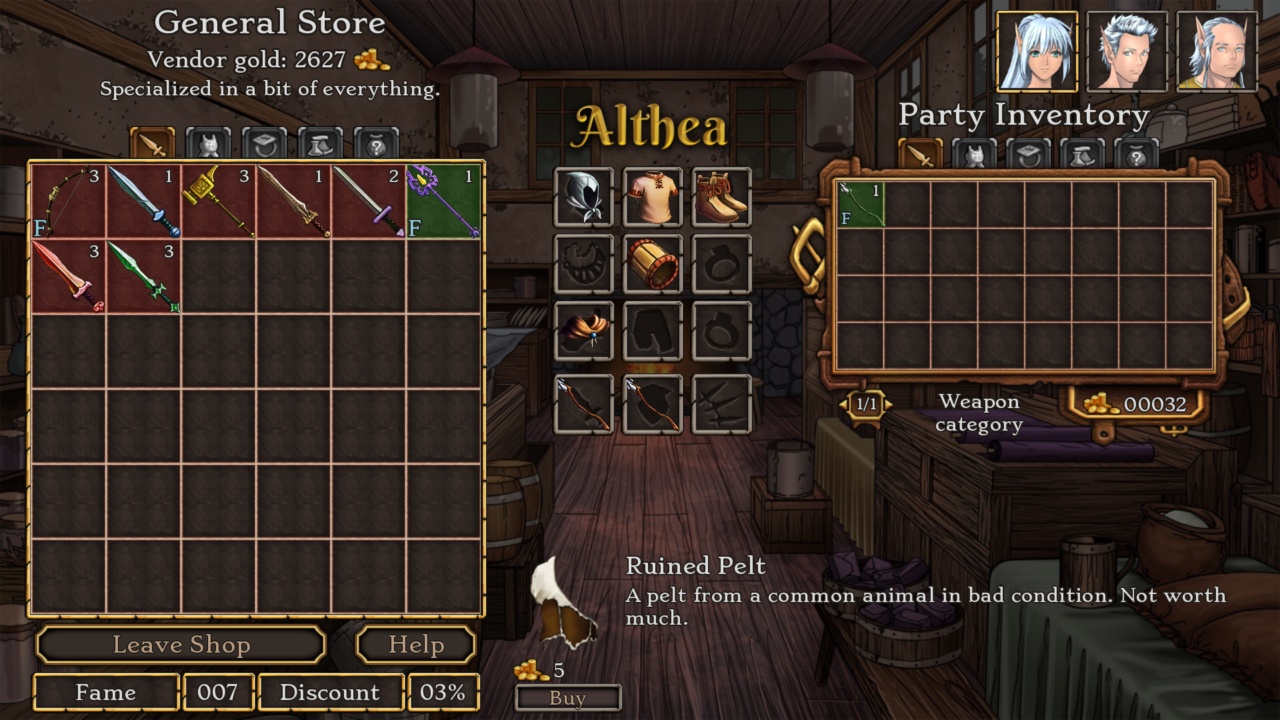 General Store
Vendor gold: 2627
Specialized in a bit of everything.
Althea
Party Inventory
3 1 3 1 2 1
F F
3 3
1
F
1/1
Weapon
category
00032
Ruined Pelt
A pelt from a common animal in bad condition. Not worth
much.
5
Buy
Leave Shop
Help
Fame
007
Discount
03%
?
?